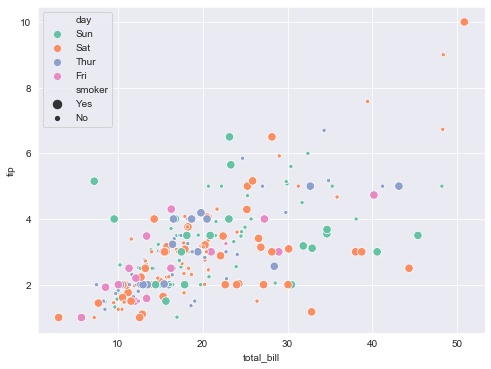 day
Sun
Sat
Thur
Fri
smoker
Yes
No
10
8
6
4
2
tip
10
20
30
40
50
total_bill